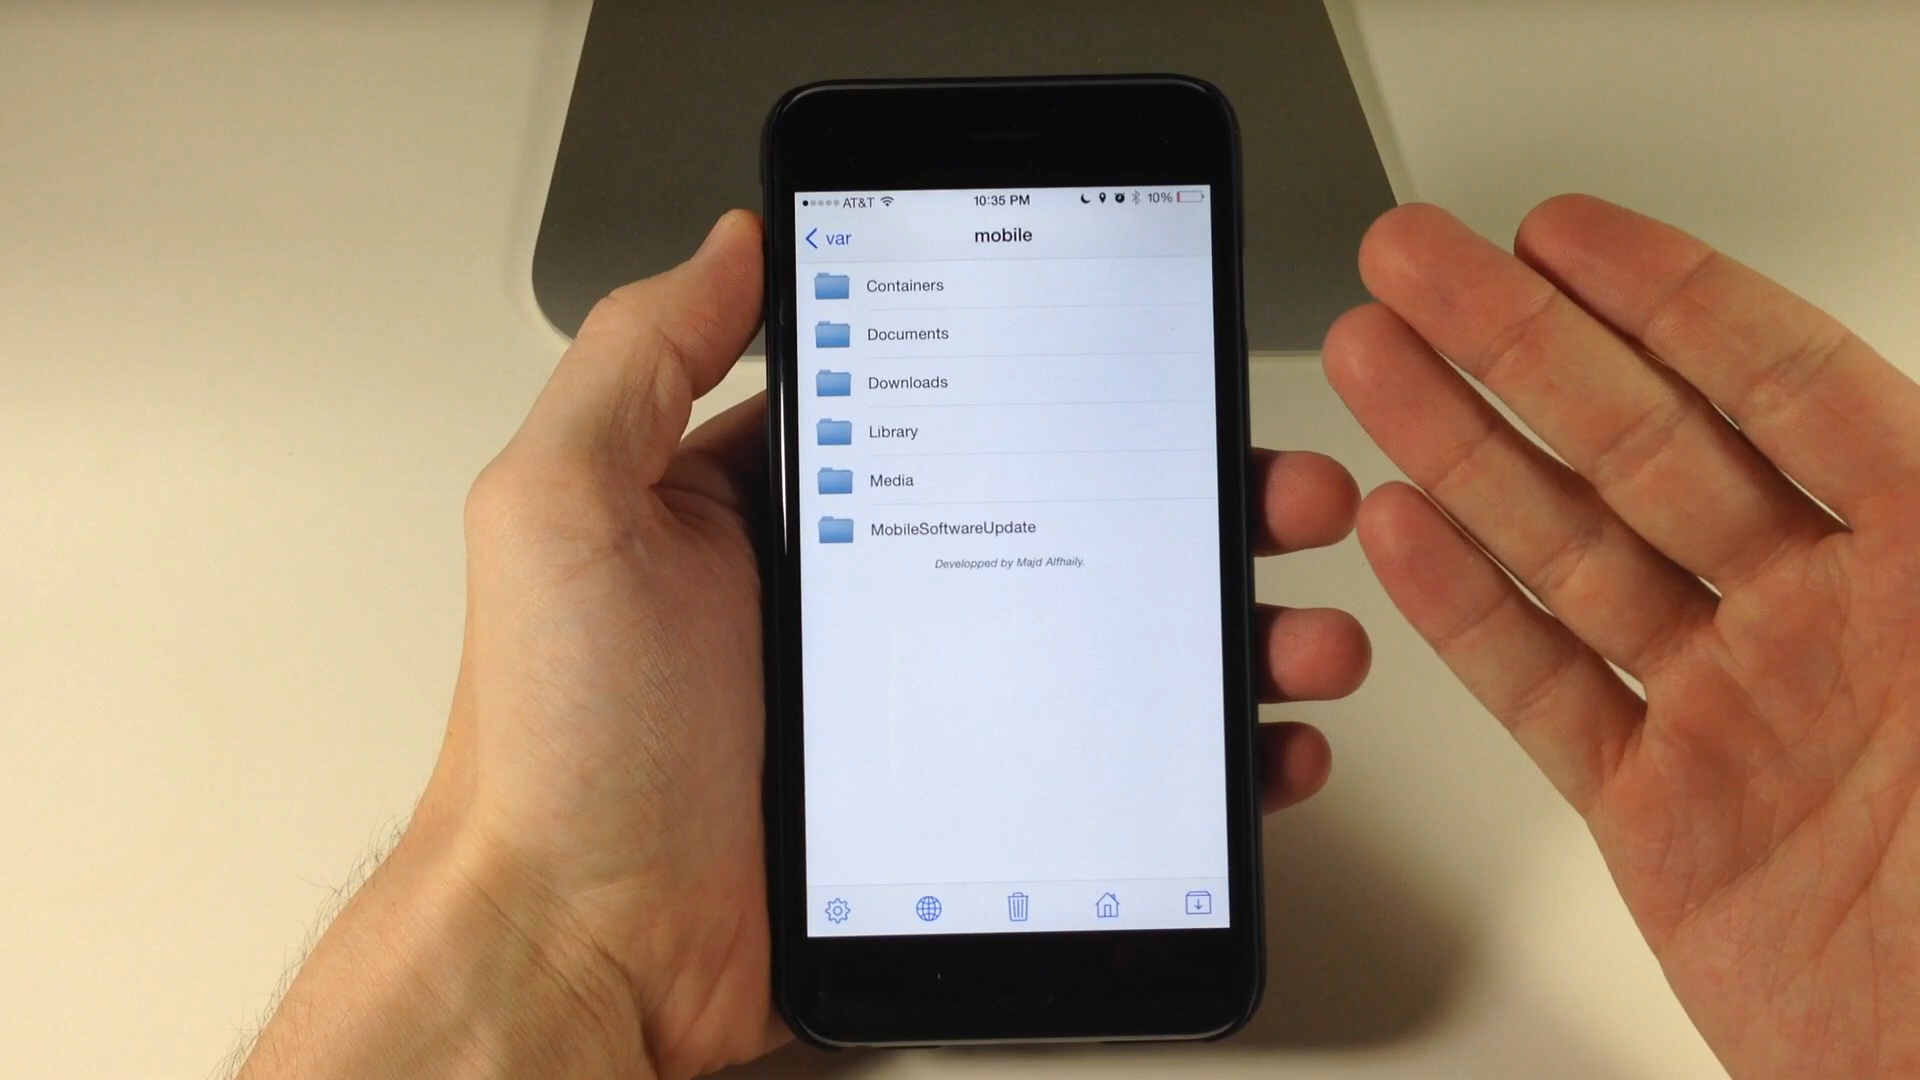 AT&T 10:35 PM 10%
var mobile
Containers
Documents
Downloads
Library
Media
MobileSoftwareUpdate
Developped by Majd Alfhaily.